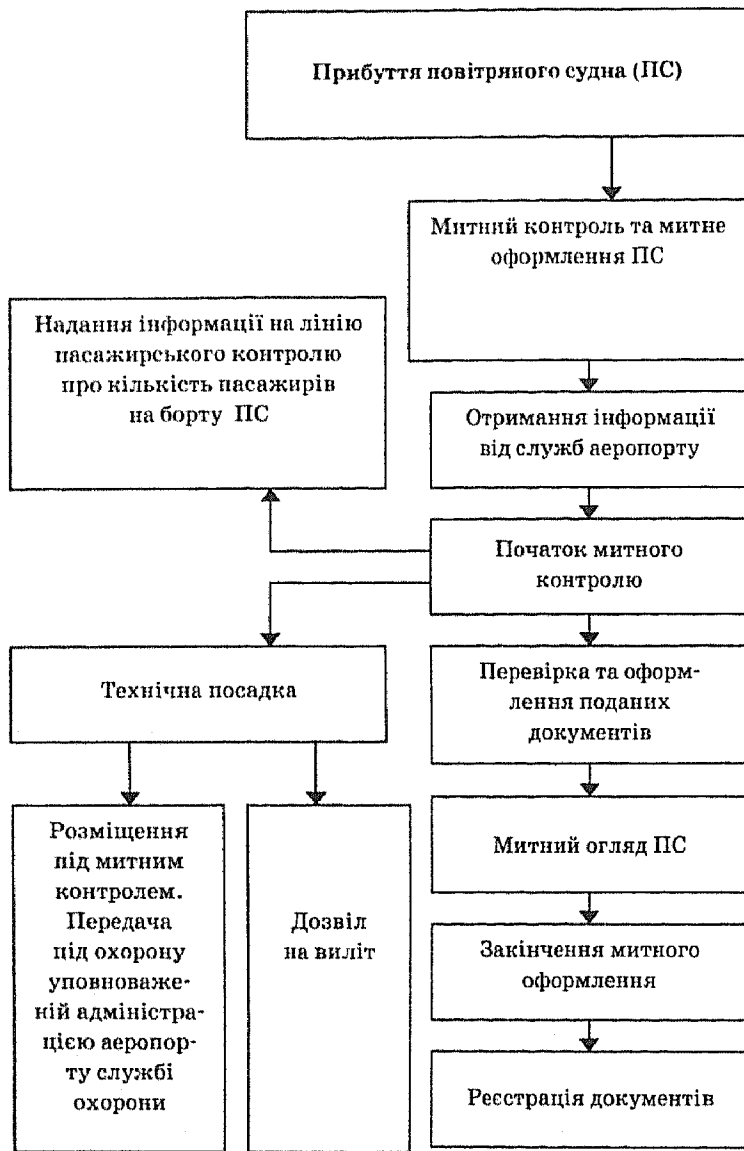 Прибуття повітряного судна (ПС)
Митний контроль та митне
оформлення ПС
Надання інформації на лінію
пасажирського контролю
про кількість пасажирів
на борту ПС
Отримання інформації
від служб аеропорту
Початок митного
контролю
Технічна посадка
Перевірка та оформ-
лення поданих
документів
Розміщення
під митним
контролем.
Передача
під охорону
уповноваже-
ній адміністра-
цією аеропор-
ту службі
охорони
Дозвіл
на виліт
Митний огляд ПС
Закінчення митного
оформлення
Реєстрація документів